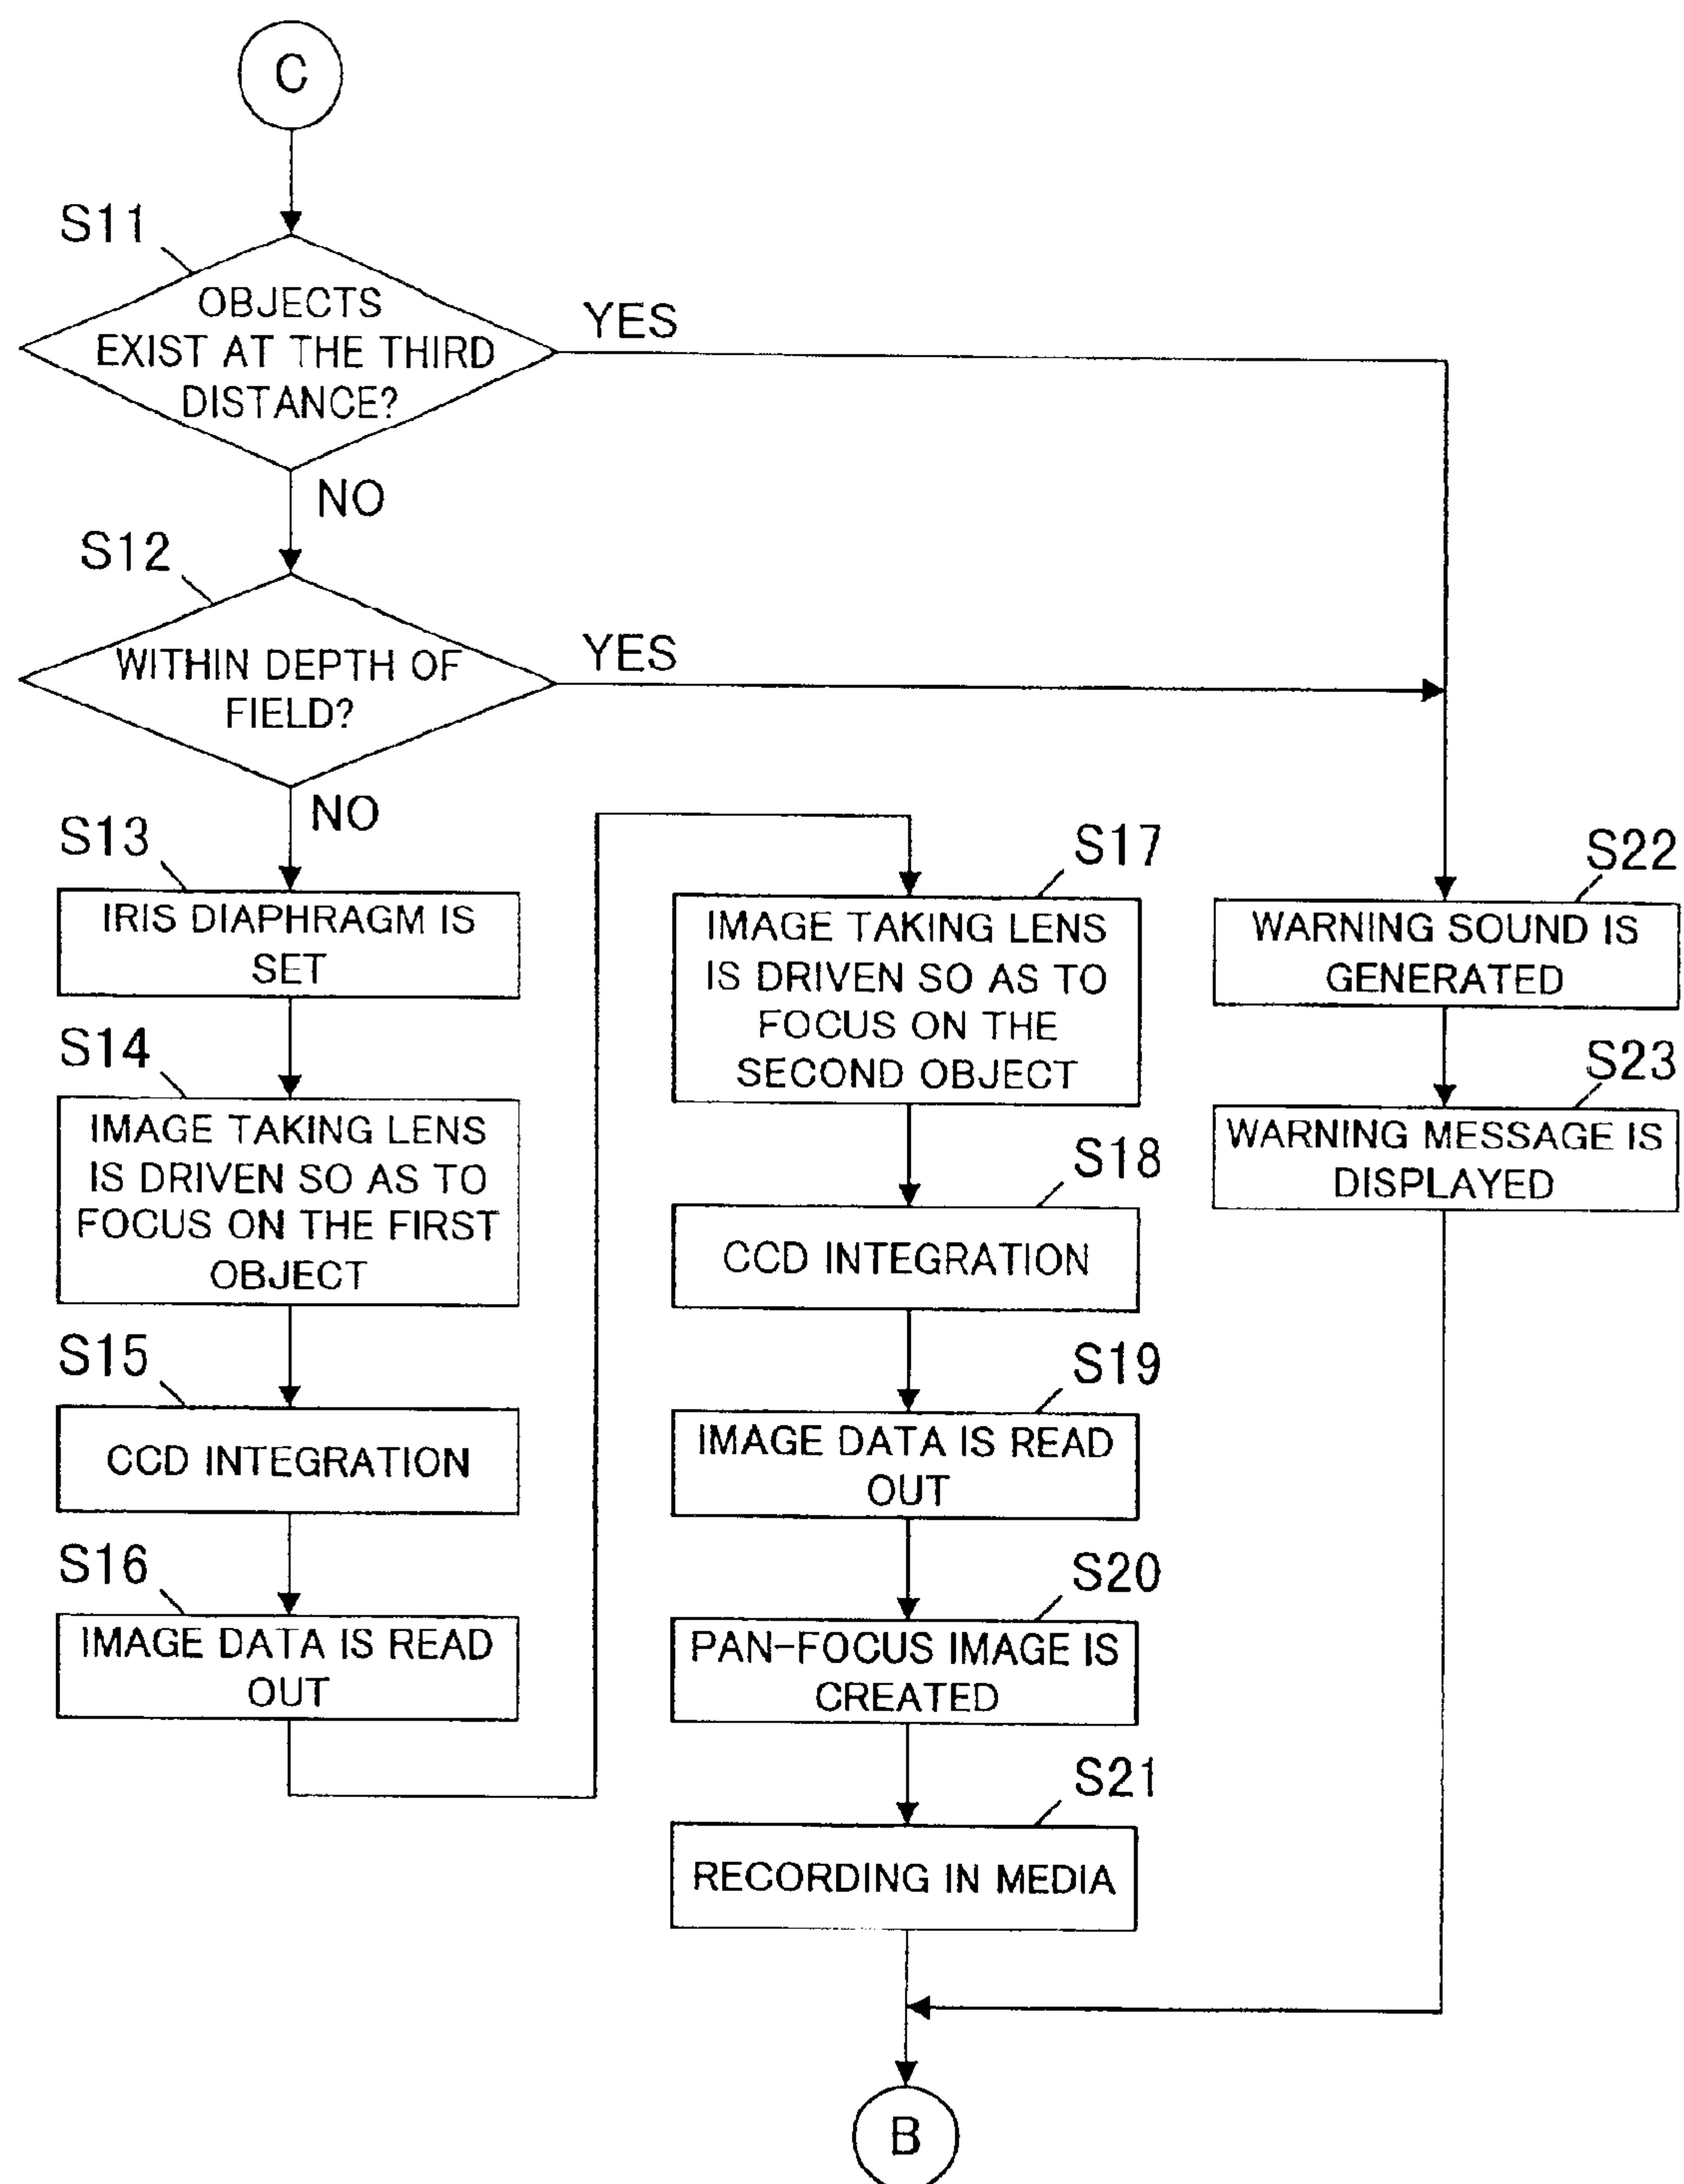 C
S11
OBJECTS
EXIST AT THE THIRD
DISTANCE?
YES
NO
S12
WITHIN DEPTH OF
FIELD?
YES
NO
S13
IRIS DIAPHRAGM IS
SET
S14
IMAGE TAKING LENS
IS DRIVEN SO AS TO
FOCUS ON THE FIRST
OBJECT
S15
CCD INTEGRATION
S16
IMAGE DATA IS READ
OUT
S17
IMAGE TAKING LENS
IS DRIVEN SO AS TO
FOCUS ON THE
SECOND OBJECT
S18
CCD INTEGRATION
S19
IMAGE DATA IS READ
OUT
S20
PAN-FOCUS IMAGE IS
CREATED
S21
RECORDING IN MEDIA
S22
WARNING SOUND IS
GENERATED
S23
WARNING MESSAGE IS
DISPLAYED
B